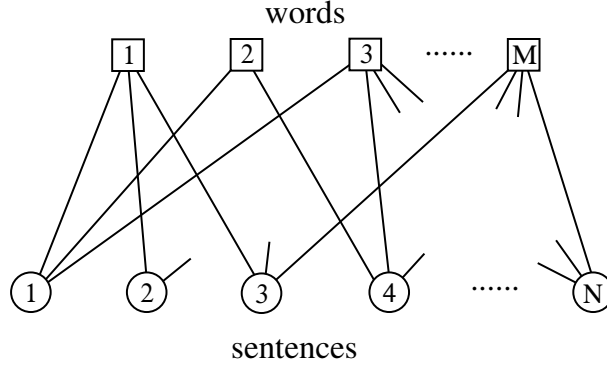 words
1 2 3 ...... M
1 2 3 4 ...... N
sentences